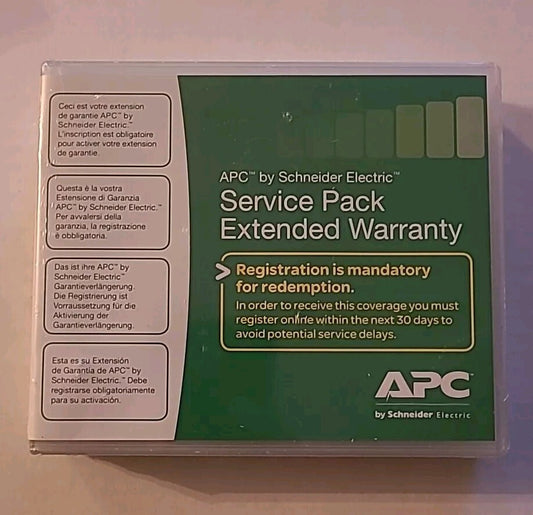 Ceci est votre extension
de garantie APC™ by
Schneider Electric.™
L'inscription est obligatoire
pour activer votre extension
de garantie.
Questa è la vostra
Estensione di Garanzia
APC™ by Schneider Electric.™
Per avvalersi della
garanzia, la registrazione
è obbligatoria.
Das ist ihre APC™ by
Schneider Electric™
Garantieverlängerung.
Die Registrierung ist
Vorraussetzung für die
Aktivierung der
Garantieverlängerung.
Esta es su Extensión
de Garantía de APC™ by
Schneider Electric.™ Debe
registrarse obligatoriamente
para su activación.
APC™ by Schneider Electric™
Service Pack
Extended Warranty
Registration is mandatory
for redemption.
In order to receive this coverage you must
register online within the next 30 days to
avoid potential service delays.
APC
by Schneider Electric